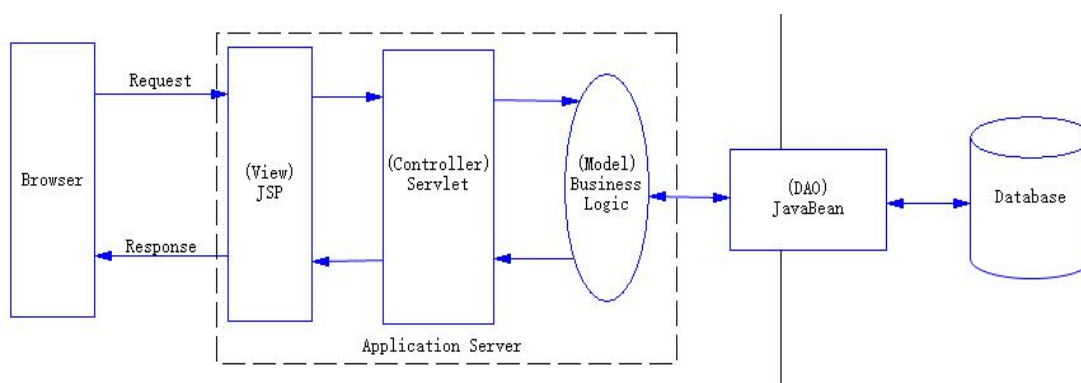 Request
Browser
Response
(View)
JSP
(Controller)
Servlet
(Model)
Business
Logic
Application Server
(DAO)
JavaBean
Database